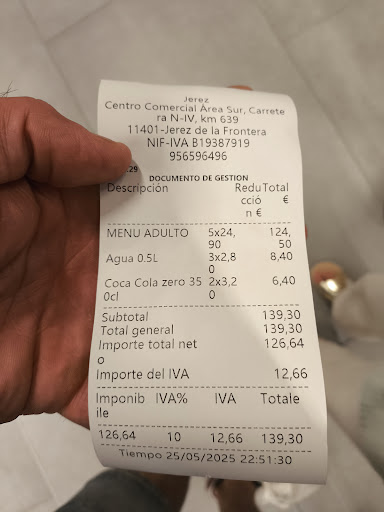 Jerez
Centro Comercial Área Sur, Carrete
ra N-IV, km 639
11401-Jerez de la Frontera
NIF-IVA B19387919
956596496
:29
DOCUMENTO DE GESTION
Descripción Redu Total
cció €
n €
MENU ADULTO 5x24, 124,
90 50
Agua 0.5L 3x2,8 8,40
0
Coca Cola zero 35 2x3,2 6,40
0cl 0
Subtotal 139,30
Total general 139,30
Importe total net 126,64
o
Importe del IVA 12,66
Imponib IVA% IVA Totale
ile
126,64 10 12,66 139,30
Tiempo 25/05/2025 22:51:30